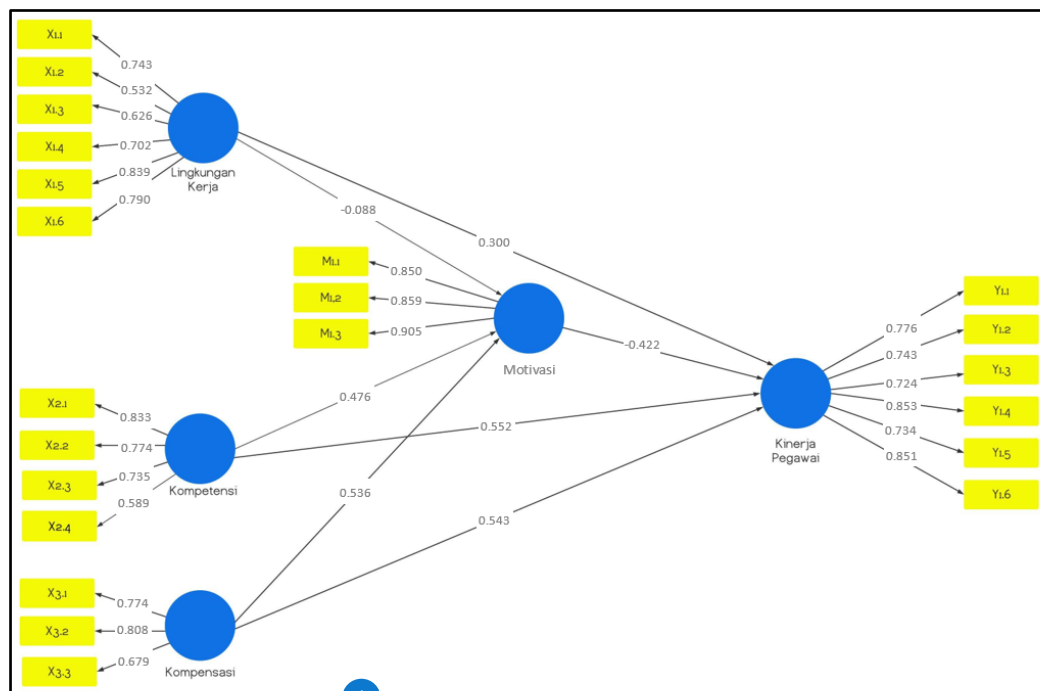 X1.1
0.743
X1.2
0.532
X1.3
0.626
X1.4
0.702
X1.5
0.839
X1.6
0.790
Lingkungan
Kerja
-0.088
0.300
M1.1
0.850
M1.2
0.859
M1.3
0.905
Motivasi
-0.422
0.476
0.552
0.536
0.543
X2.1
0.833
X2.2
0.774
X2.3
0.735
X2.4
0.589
Kompetensi
X3.1
0.774
X3.2
0.808
X3.3
0.679
Kompensasi
Kinerja
Pegawai
Y1.1
0.776
Y1.2
0.743
Y1.3
0.724
Y1.4
0.853
Y1.5
0.734
Y1.6
0.851